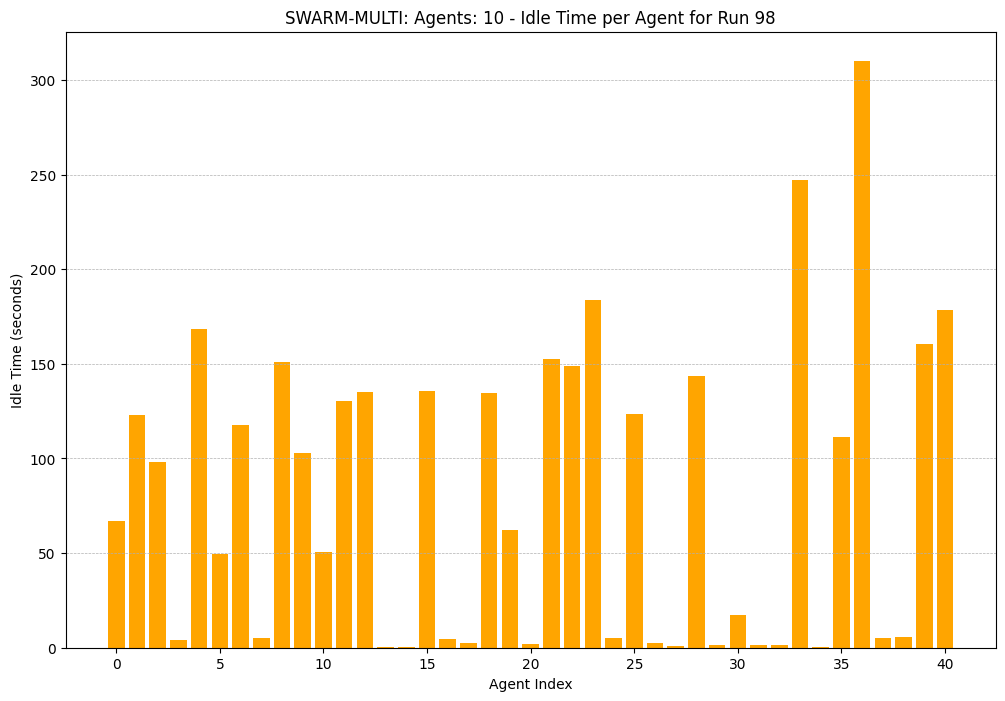 SWARM-MULTI: Agents: 10 - Idle Time per Agent for Run 98
Idle Time (seconds)
300
250
200
150
100
50
0
0 5 10 15 20 25 30 35 40
Agent Index